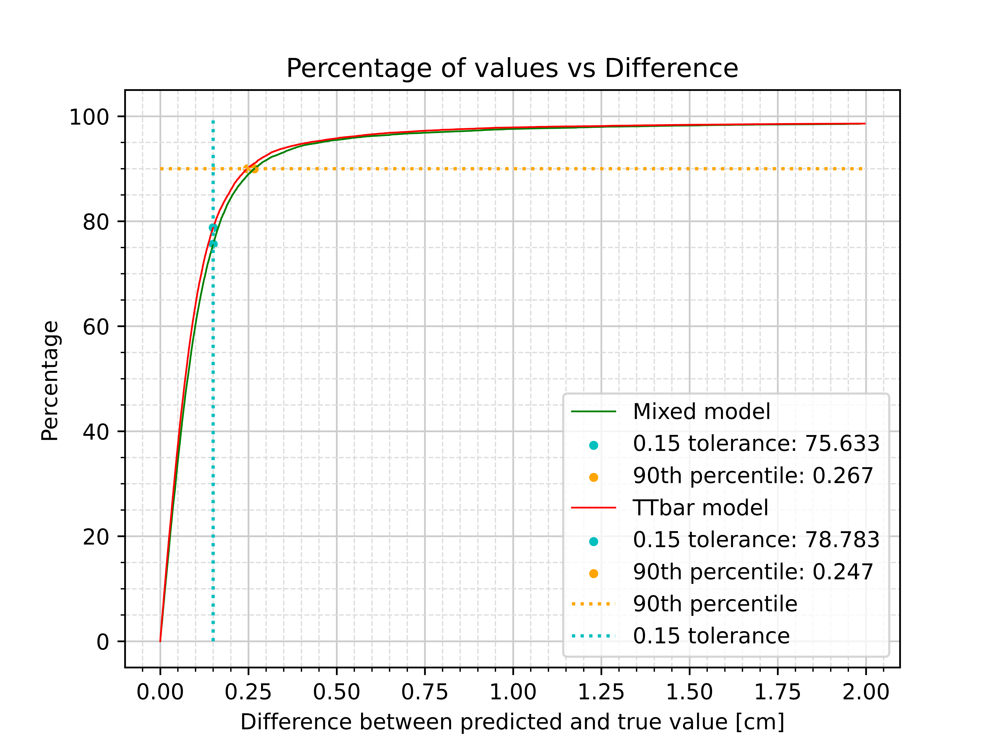 Percentage of values vs Difference
100
80
60
40
20
0
Percentage
Mixed model
0.15 tolerance: 75.633
90th percentile: 0.267
TTbar model
0.15 tolerance: 78.783
90th percentile: 0.247
90th percentile
0.15 tolerance
0.00 0.25 0.50 0.75 1.00 1.25 1.50 1.75 2.00
Difference between predicted and true value [cm]